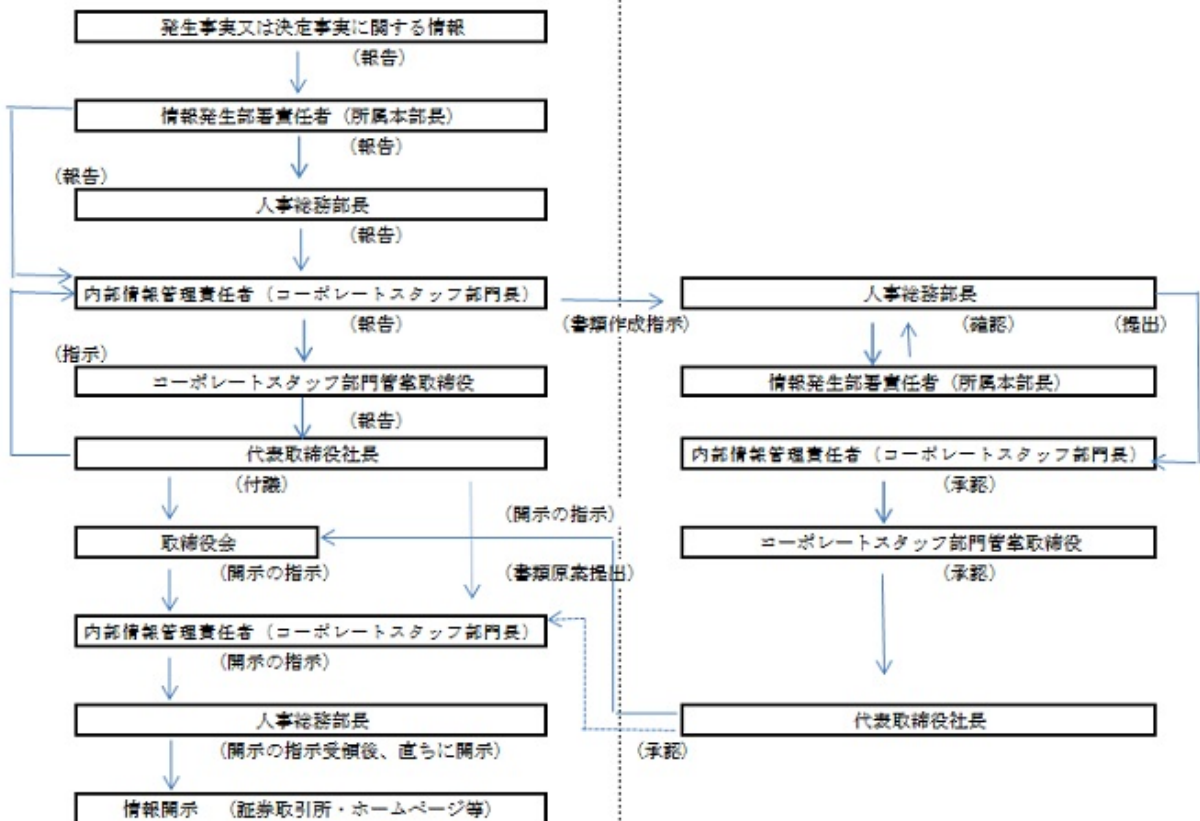 発生事実又は決定事実に関する情報
(報告)
情報発生部署責任者（所属本部長）
(報告)
(報告)
人事総務部長
(報告)
内部情報管理責任者（コーポレートスタッフ部門長）
(報告)
(指示)
コーポレートスタッフ部門管掌取締役
(報告)
代表取締役社長
(付議)
取締役会
(開示の指示)
内部情報管理責任者（コーポレートスタッフ部門長）
(開示の指示)
人事総務部長
(開示の指示受領後、直ちに開示)
情報開示　（証券取引所・ホームページ等）
(書類作成指示)
人事総務部長
(確認)
(提出)
情報発生部署責任者（所属本部長）
内部情報管理責任者（コーポレートスタッフ部門長）
(承認)
コーポレートスタッフ部門管掌取締役
(承認)
(開示の指示)
(書類原案提出)
代表取締役社長
(承認)